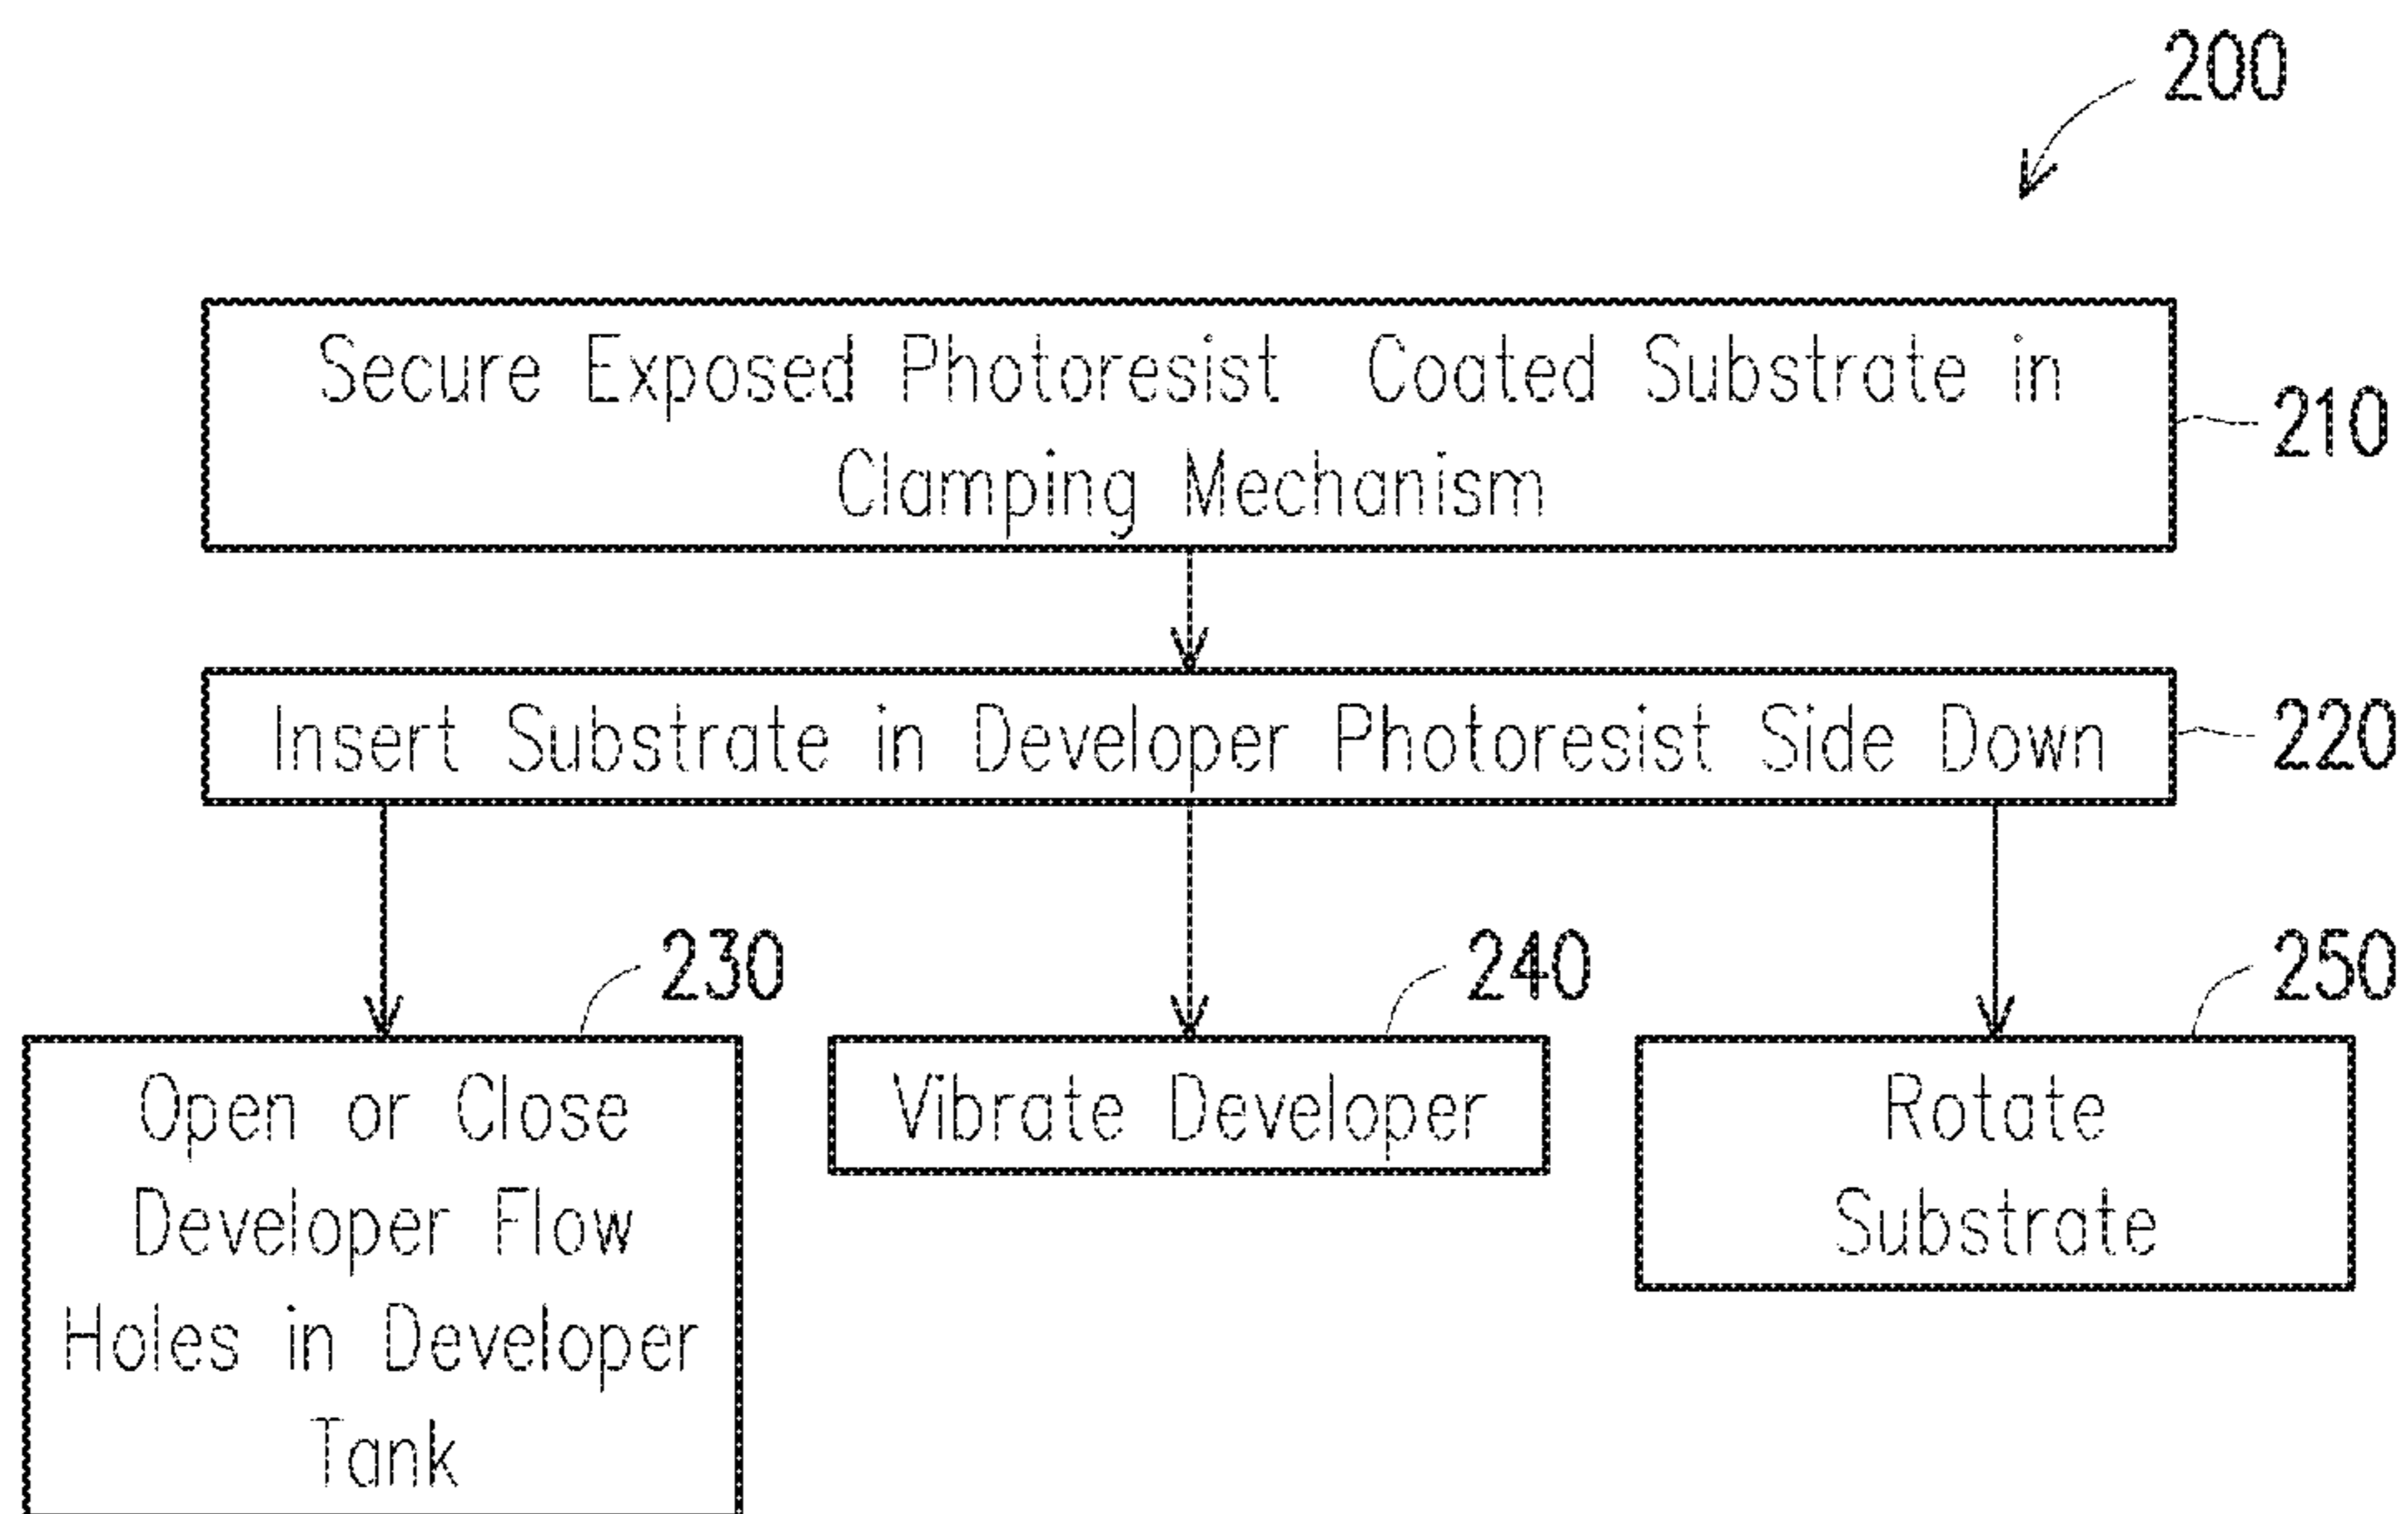 200
Secure Exposed Photoresist Coated Substrate in
Clamping Mechanism
210
Insert Substrate in Developer Photoresist Side Down
220
230
240
250
Open or Close
Developer Flow
Holes in Developer
Tank
Vibrate Developer
Rotate
Substrate